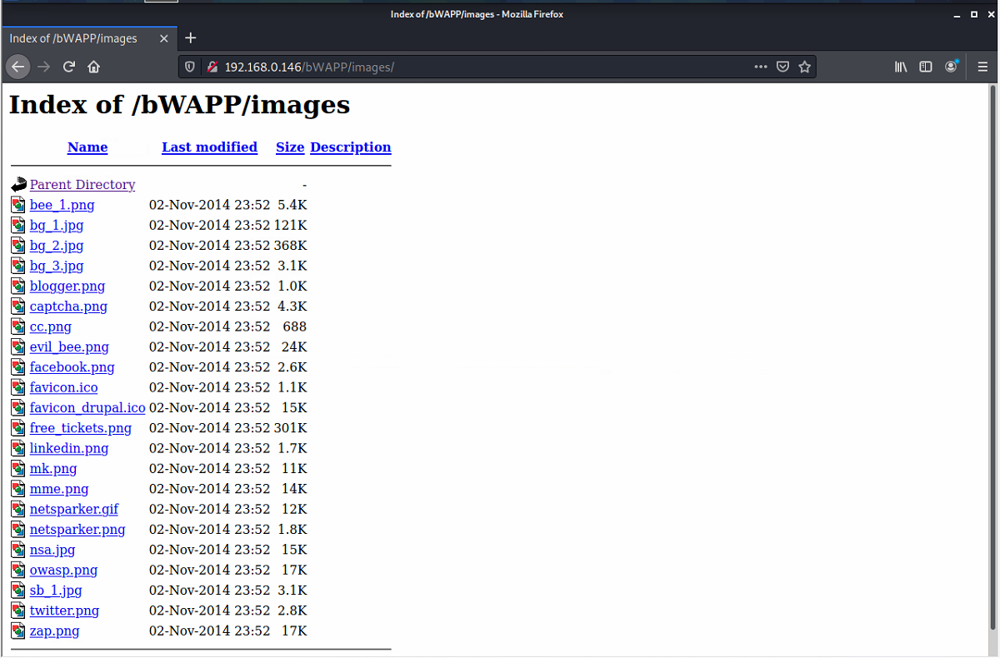 Index of /bWAPP/images - Mozilla Firefox
Index of /bWAPP/images
192.168.0.146/bWAPP/images/
Index of /bWAPP/images
Name Last modified Size Description
Parent Directory -
bee_1.png 02-Nov-2014 23:52 5.4K
bg_1.jpg 02-Nov-2014 23:52 121K
bg_2.jpg 02-Nov-2014 23:52 368K
bg_3.jpg 02-Nov-2014 23:52 3.1K
blogger.png 02-Nov-2014 23:52 1.0K
captcha.png 02-Nov-2014 23:52 4.3K
cc.png 02-Nov-2014 23:52 688
evil_bee.png 02-Nov-2014 23:52 24K
facebook.png 02-Nov-2014 23:52 2.6K
favicon.ico 02-Nov-2014 23:52 1.1K
favicon_drupal.ico 02-Nov-2014 23:52 15K
free_tickets.png 02-Nov-2014 23:52 301K
linkedin.png 02-Nov-2014 23:52 1.7K
mk.png 02-Nov-2014 23:52 11K
mme.png 02-Nov-2014 23:52 14K
netsparker.gif 02-Nov-2014 23:52 12K
netsparker.png 02-Nov-2014 23:52 1.8K
nsa.jpg 02-Nov-2014 23:52 15K
owasp.png 02-Nov-2014 23:52 17K
sb_1.jpg 02-Nov-2014 23:52 3.1K
twitter.png 02-Nov-2014 23:52 2.8K
zap.png 02-Nov-2014 23:52 17K